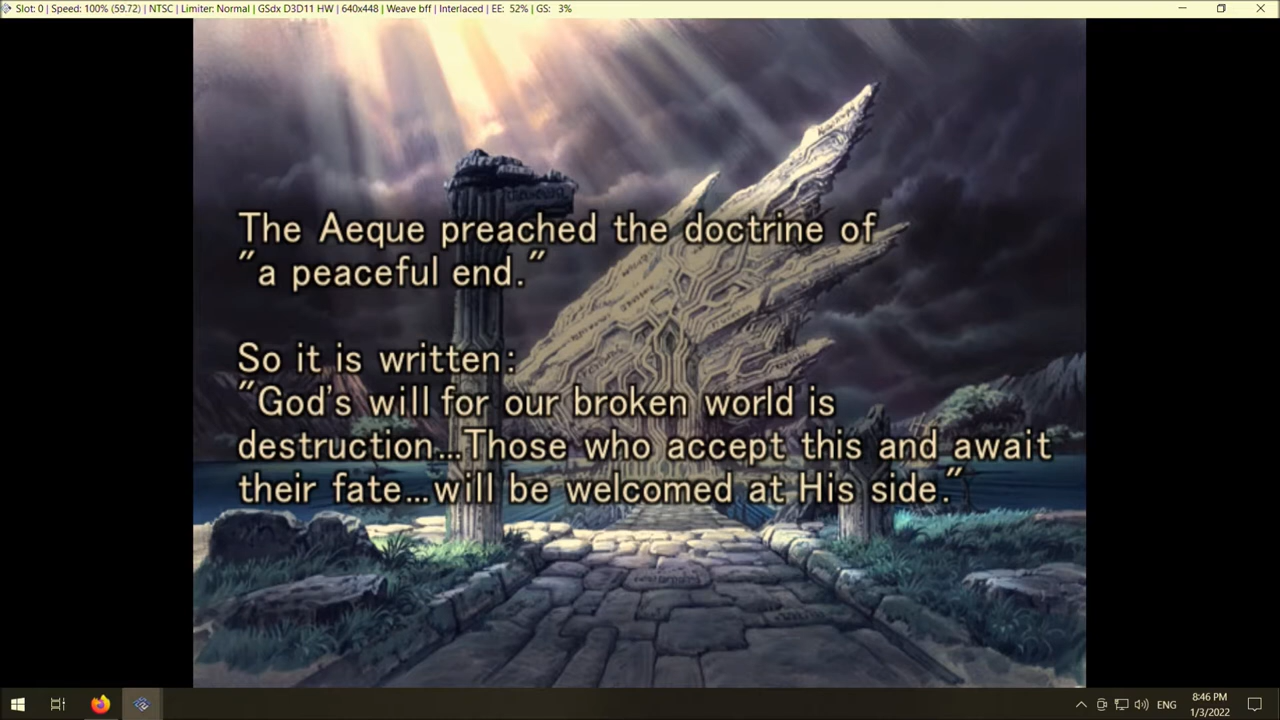 Slot: 0 | Speed: 100% (59.72) | NTSC | Limiter: Normal | GSdx D3D11 HW | 640x448 | Weave bff | Interlaced | EE: 52% | GS: 3%
The Aeque preached the doctrine of
"a peaceful end."
So it is written:
"God's will for our broken world is
destruction...Those who accept this and await
their fate...will be welcomed at His side."
ENG
8:46 PM
1/3/2022